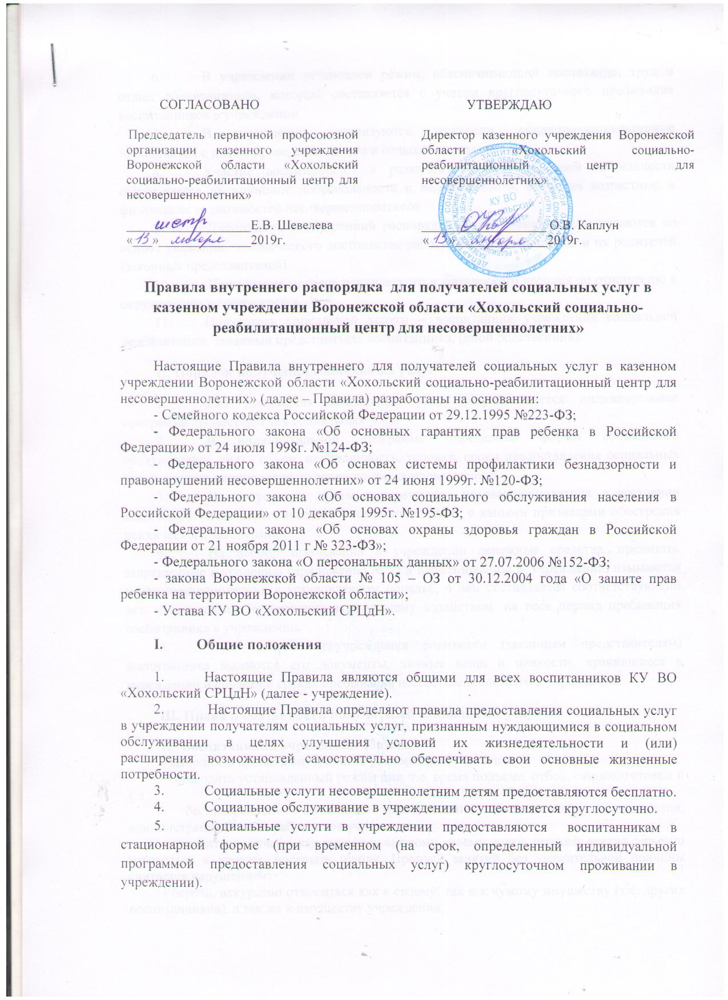 СОГЛАСОВАНО
Председатель первичной профсоюзной
организации казенного учреждения
Воронежской области «Хохольский
социально-реабилитационный центр для
несовершеннолетних»
Е.В. Шевелева
«13» января 2019г.
УТВЕРЖДАЮ
Директор казенного учреждения Воронежской
области «Хохольский социально-
реабилитационный центр для
несовершеннолетних»
О.В. Каплун
«13» января 2019г.
КУ ВО
«ХОХОЛЬСКИЙ
СРЦДН»
Правила внутреннего распорядка для получателей социальных услуг в
казенном учреждении Воронежской области «Хохольский социально-
реабилитационный центр для несовершеннолетних»
Настоящие Правила внутреннего для получателей социальных услуг в казенном
учреждении Воронежской области «Хохольский социально-реабилитационный центр для
несовершеннолетних» (далее – Правила) разработаны на основании:
- Семейного кодекса Российской Федерации от 29.12.1995 №223-ФЗ;
- Федерального закона «Об основных гарантиях прав ребенка в Российской
Федерации» от 24 июля 1998г. №124-ФЗ;
- Федерального закона «Об основах системы профилактики безнадзорности и
правонарушений несовершеннолетних» от 24 июня 1999г. №120-ФЗ;
- Федерального закона «Об основах социального обслуживания населения в
Российской Федерации» от 10 декабря 1995г. №195-ФЗ;
- Федерального закона «Об основах охраны здоровья граждан в Российской
Федерации от 21 ноября 2011 г № 323-ФЗ»;
- Федерального закона «О персональных данных» от 27.07.2006 №152-ФЗ;
- закона Воронежской области № 105 – ОЗ от 30.12.2004 года «О защите прав
ребенка на территории Воронежской области»;
- Устава КУ ВО «Хохольский СРЦдН».
I. Общие положения
1. Настоящие Правила являются общими для всех воспитанников КУ ВО
«Хохольский СРЦдН» (далее - учреждение).
2. Настоящие Правила определяют правила предоставления социальных услуг
в учреждении получателям социальных услуг, признанным нуждающимися в социальном
обслуживании в целях улучшения условий их жизнедеятельности и (или)
расширения возможностей самостоятельно обеспечивать свои основные жизненные
потребности.
3. Социальные услуги несовершеннолетним детям предоставляются бесплатно.
4. Социальное обслуживание в учреждении осуществляется круглосуточно.
5. Социальные услуги в учреждении предоставляются воспитанникам в
стационарной форме (при временном (на срок, определенный индивидуальной
программой предоставления социальных услуг) круглосуточном проживании в
учреждении).